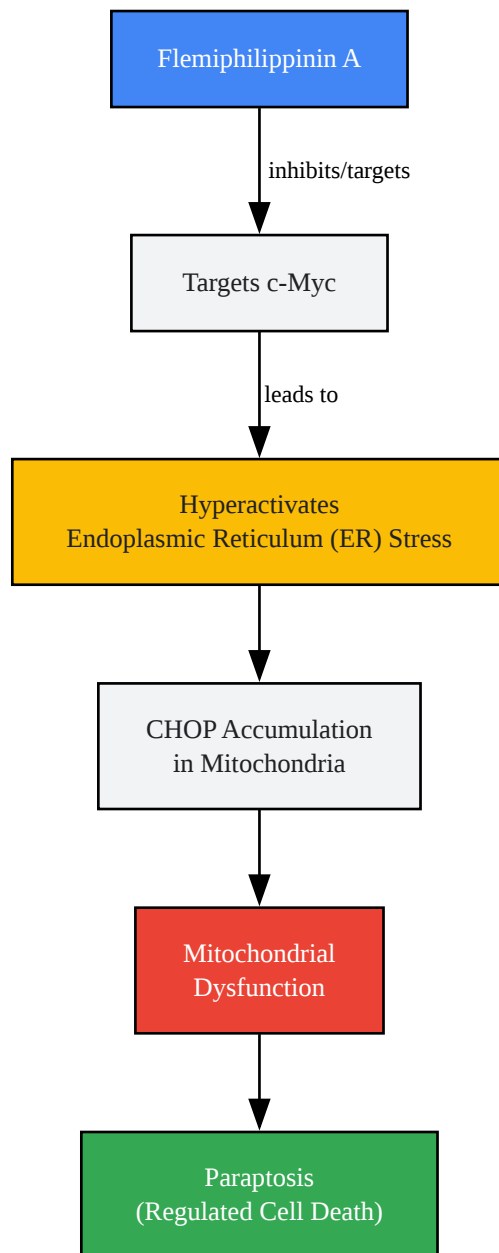 Flemiphilippinin A
inhibits/targets
Targets c-Myc
leads to
Hyperactivates
Endoplasmic Reticulum (ER) Stress
CHOP Accumulation
in Mitochondria
Mitochondrial
Dysfunction
Paraptosis
(Regulated Cell Death)